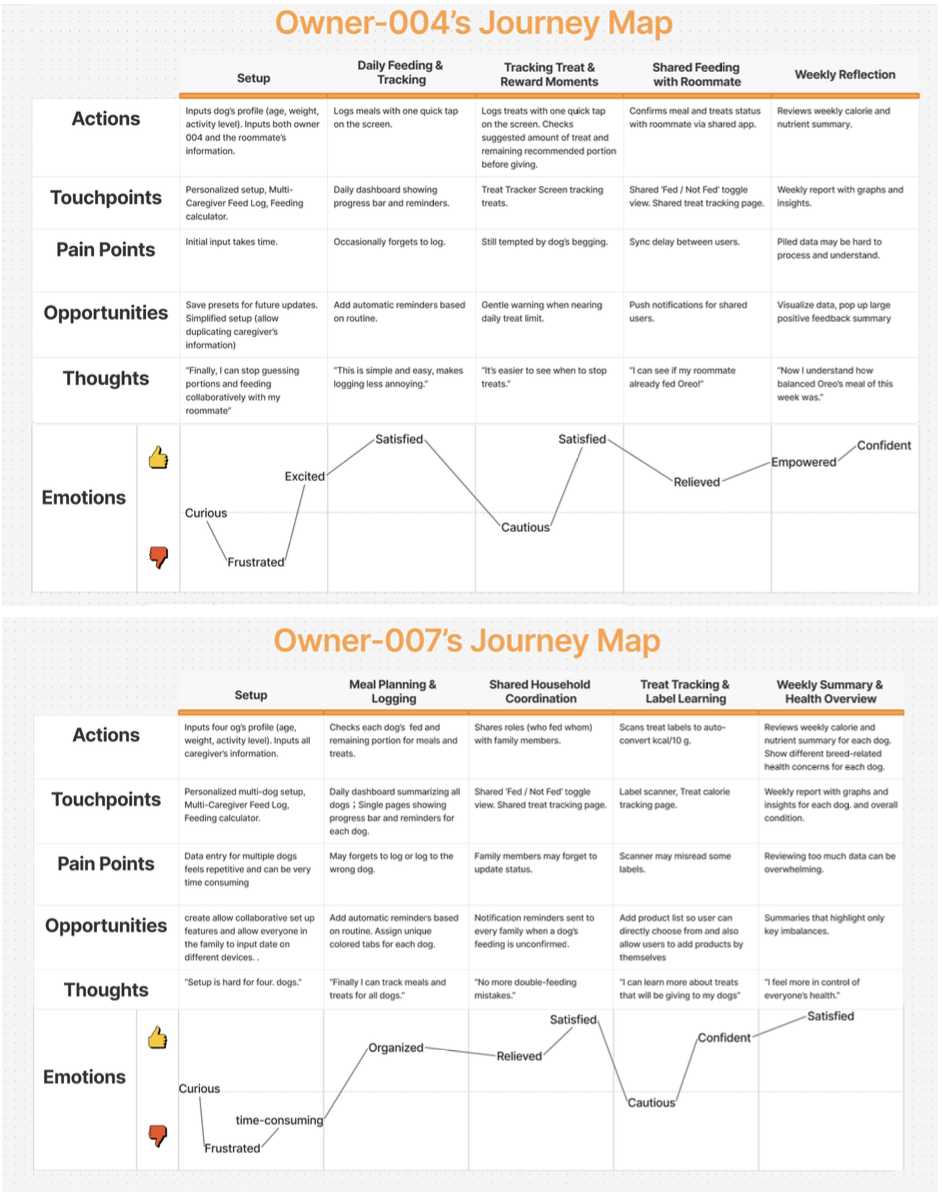 Owner-004's Journey Map
Setup
Daily Feeding &
Tracking
Tracking Treat &
Reward Moments
Shared Feeding
with Roommate
Weekly Reflection
Actions
Inputs dog's profile (age, weight,
activity level). Inputs both owner
004 and the roommate's
information.
Logs meals with one quick tap
on the screen.
Logs treats with one quick tap
on the screen. Checks
suggested amount of treat and
remaining recommended portion
before giving.
Confirms meal and treats status
with roommate via shared app.
Reviews weekly calorie and
nutrient summary.
Touchpoints
Personalized setup, Multi-
Caregiver Feed Log, Feeding
calculator.
Daily dashboard showing
progress bar and reminders.
Treat Tracker Screen tracking
treats.
Shared 'Fed / Not Fed' toggle
view. Shared treat tracking page.
Weekly report with graphs and
insights.
Pain Points
Initial input takes time.
Occasionally forgets to log.
Still tempted by dog's begging.
Sync delay between users.
Piled data may be hard to
process and understand.
Opportunities
Save presets for future updates.
Simplified setup (allow
duplicating caregiver's
information)
Add automatic reminders based
on routine.
Gentle warning when nearing
daily treat limit.
Push notifications for shared
users.
Visualize data, pop up large
positive feedback summary
Thoughts
"Finally, I can stop guessing
portions and feeding
collaboratively with my
roommate"
"This is simple and easy, makes
logging less annoying."
"It's easier to see when to stop
treats."
"I can see if my roommate
already fed Oreo!"
"Now I understand how
balanced Oreo's meal of this
week was."
Emotions
Curious
Frustrated
Excited
Satisfied
Cautious
Satisfied
Relieved
Empowered
Confident
Owner-007's Journey Map
Setup
Meal Planning &
Logging
Shared Household
Coordination
Treat Tracking &
Label Learning
Weekly Summary &
Health Overview
Actions
Inputs four og's profile (age,
weight, activity level). Inputs all
caregiver's information.
Checks each dog's fed and
remaining portion for meals and
treats.
Shares roles (who fed whom)
with family members.
Scans treat labels to auto-
convert kcal/10 g.
Reviews weekly calorie and
nutrient summary for each dog.
Show different breed-related
health concerns for each dog.
Touchpoints
Personalized multi-dog setup,
Multi-Caregiver Feed Log,
Feeding calculator.
Daily dashboard summarizing all
dogs ; Single pages showing
progress bar and reminders for
each dog.
Shared 'Fed / Not Fed' toggle
view. Shared treat tracking page.
Label scanner, Treat calorie
tracking page.
Weekly report with graphs and
insights for each dog. and overall
condition.
Pain Points
Data entry for multiple dogs
feels repetitive and can be very
time consuming
May forgets to log or log to the
wrong dog.
Family members may forget to
update status.
Scanner may misread some
labels.
Reviewing too much data can be
overwhelming.
Opportunities
create allow collaborative set up
features and allow everyone in
the family to input date on
different devices. .
Add automatic reminders based
on routine. Assign unique
colored tabs for each dog.
Notification reminders sent to
every family when a dog's
feeding is unconfirmed.
Add product list so user can
directly choose from and also
allow users to add products by
themselves
Summaries that highlight only
key imbalances.
Thoughts
"Setup is hard for four. dogs."
"Finally I can track meals and
treats for all dogs."
"No more double-feeding
mistakes."
"I can learn more about treats
that will be giving to my dogs"
"I feel more in control of
everyone's health."
Emotions
Curious
Frustrated
time-consuming
Organized
Relieved
Satisfied
Cautious
Confident
Satisfied